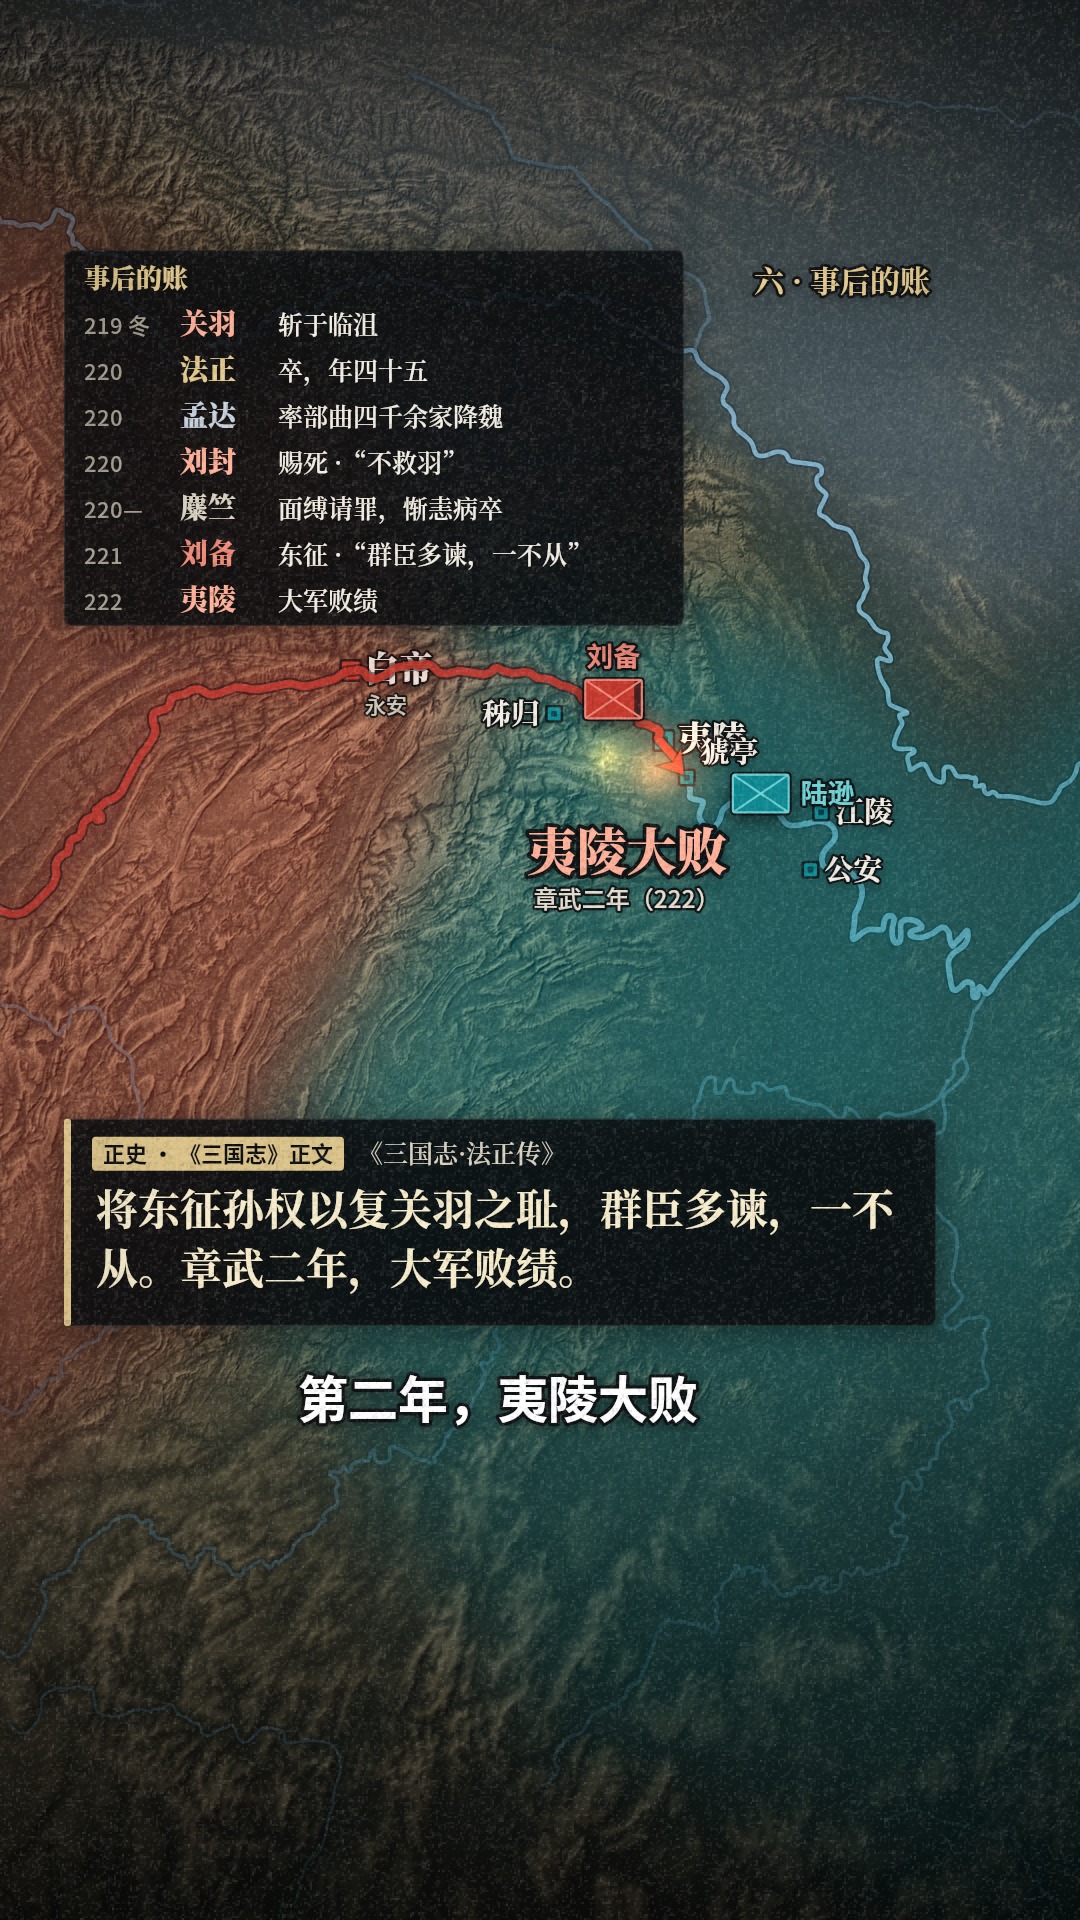 事后的账
六·事后的账
219 冬 关羽 斩于临沮
220 法正 卒，年四十五
220 孟达 率部曲四千余家降魏
220 刘封 赐死·“不救羽”
220— 麋竺 面缚请罪，惭恚病卒
221 刘备 东征·“群臣多谏，一不从”
222 夷陵 大军败绩
白帝
永安
刘备
秭归
夷陵
猇亭
陆逊
江陵
公安
夷陵大败
章武二年（222）
正史·《三国志》正文 《三国志·法正传》
将东征孙权以复关羽之耻，群臣多谏，一不
从。章武二年，大军败绩。
第二年，夷陵大败